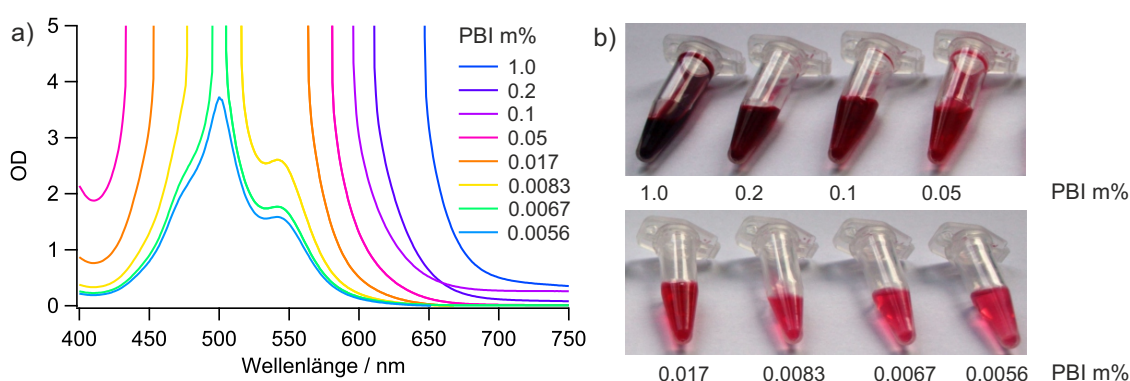 a)
OD
5
4
3
2
1
0
400 450 500 550 600 650 700 750
Wellenlänge / nm
PBI m%
1.0
0.2
0.1
0.05
0.017
0.0083
0.0067
0.0056
b)
1.0 0.2 0.1 0.05 PBI m%
0.017 0.0083 0.0067 0.0056 PBI m%